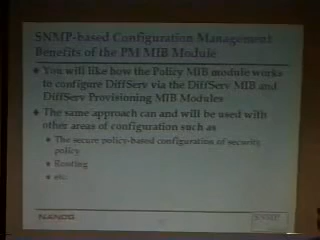 SNMP-based Configuration Management
Benefits of the PM MIB Module
You will like how the Policy MIB module works
to configure DiffServ via the DiffServ MIB and
DiffServ Provisioning MIB Modules
The same approach can and will be used with
other areas of configuration such as
The secure policy-based configuration of security
policy
Routing
etc.
NANOG
SNMP